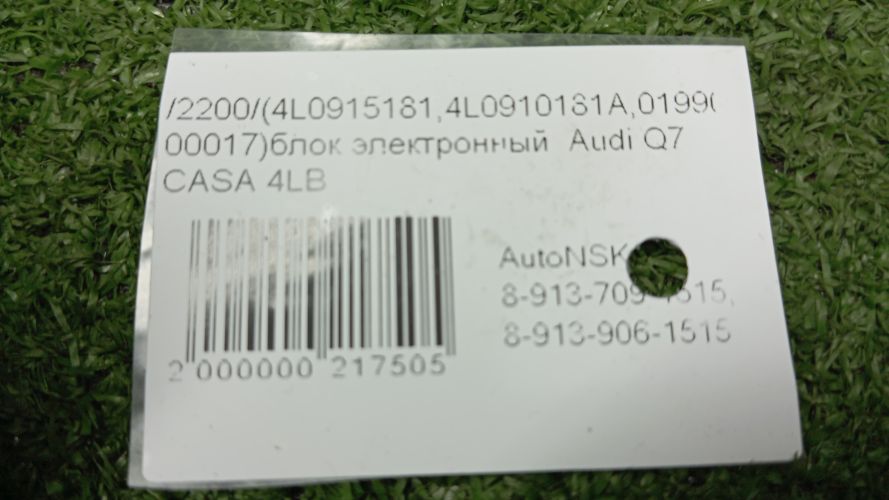 /2200/(4L0915181,4L0910181A,0199(
00017)блок электронный Audi Q7
CASA 4LB
AutoNSK
8-913-709-4515,
8-913-906-1515
2 000000 217505